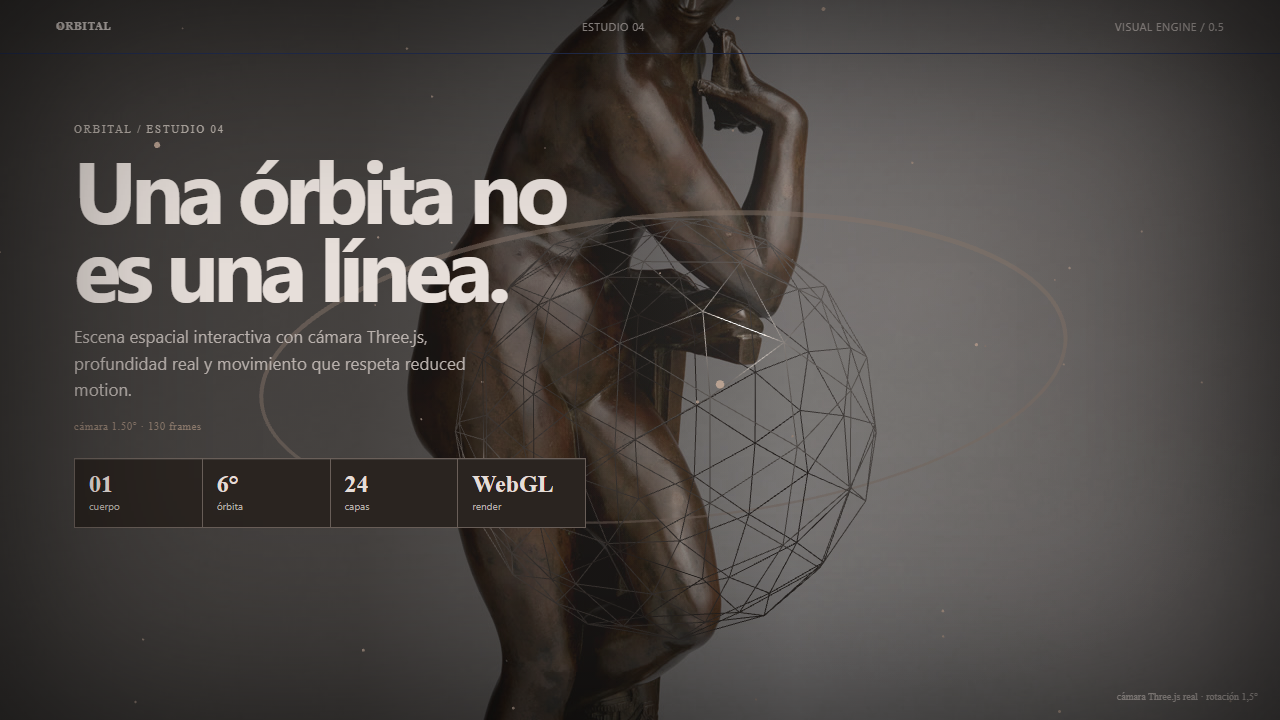 ORBITAL
ESTUDIO 04
VISUAL ENGINE / 0.5
ORBITAL / ESTUDIO 04
Una órbita no
es una línea.
Escena espacial interactiva con cámara Three.js,
profundidad real y movimiento que respeta reduced
motion.
cámara 1.50° · 130 frames
01
cuerpo
6°
órbita
24
capas
WebGL
render
cámara Three.js real · rotación 1,5°